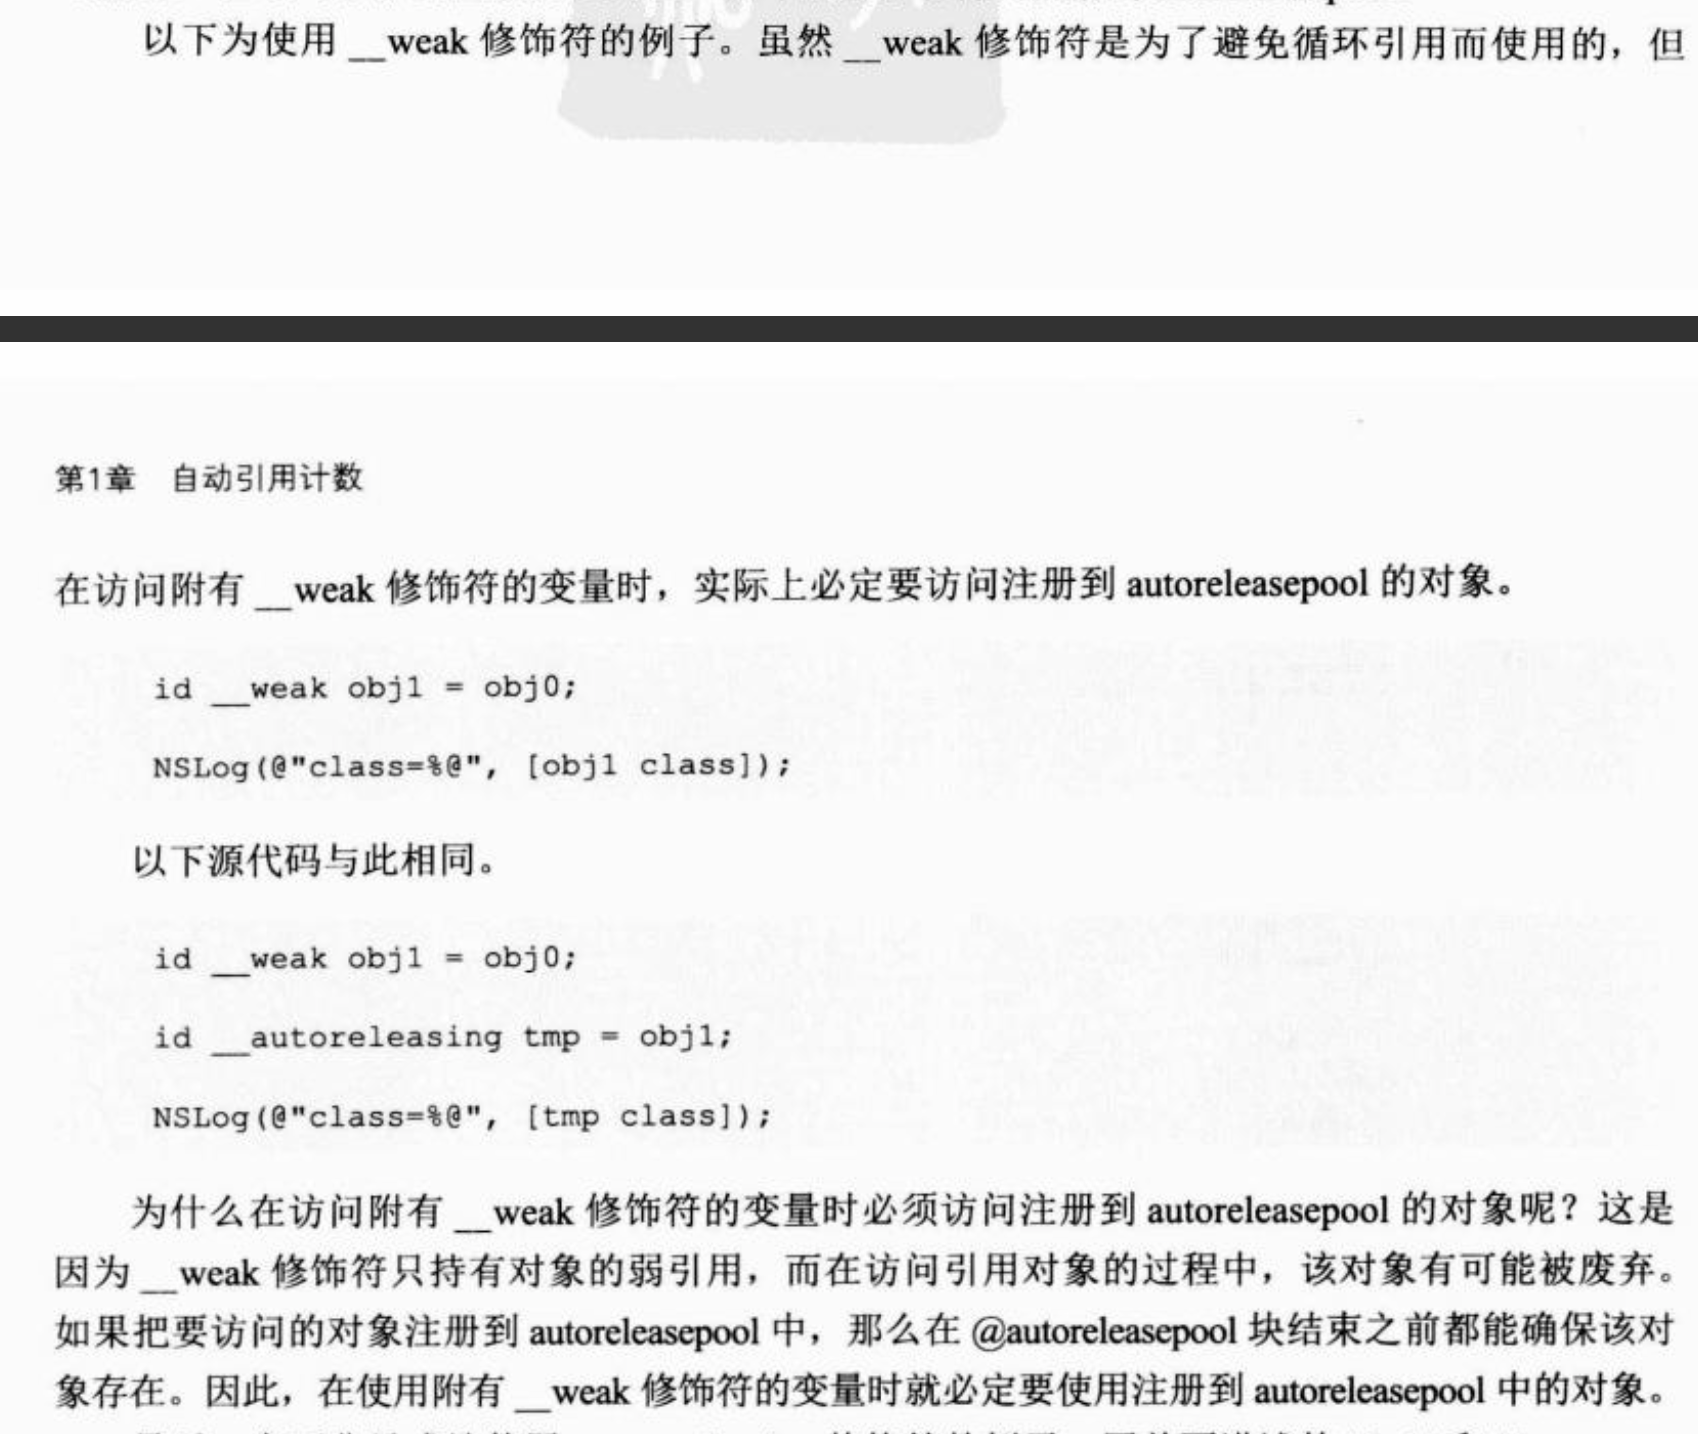 以下为使用 __weak 修饰符的例子。虽然 __weak 修饰符是为了避免循环引用而使用的，但
第1章 自动引用计数
在访问附有 __weak 修饰符的变量时，实际上必定要访问注册到 autoreleasepool 的对象。
id __weak obj1 = obj0;
NSLog(@"class=%@", [obj1 class]);
以下源代码与此相同。
id __weak obj1 = obj0;
id __autoreleasing tmp = obj1;
NSLog(@"class=%@", [tmp class]);
为什么在访问附有 __weak 修饰符的变量时必须访问注册到 autoreleasepool 的对象呢？这是
因为 __weak 修饰符只持有对象的弱引用，而在访问引用对象的过程中，该对象有可能被废弃。
如果把要访问的对象注册到 autoreleasepool 中，那么在 @autoreleasepool 块结束之前都能确保该对
象存在。因此，在使用附有 __weak 修饰符的变量时就必定要使用注册到 autoreleasepool 中的对象。